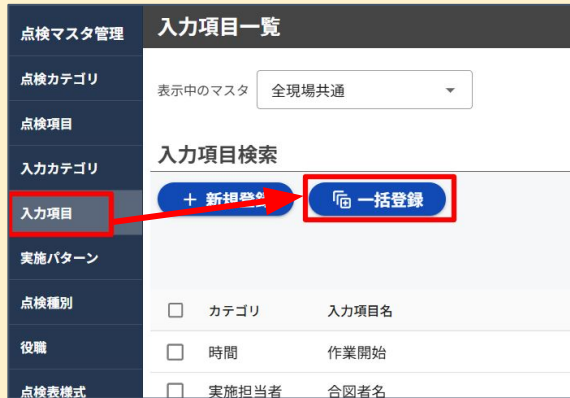 点検マスタ管理
点検カテゴリ
点検項目
入力カテゴリ
入力項目
実施パターン
点検種別
役職
点検表様式
入力項目一覧
表示中のマスタ 全現場共通
入力項目検索
+ 新規登録 一括登録
カテゴリ 入力項目名
時間 作業開始
実施担当者 合図者名